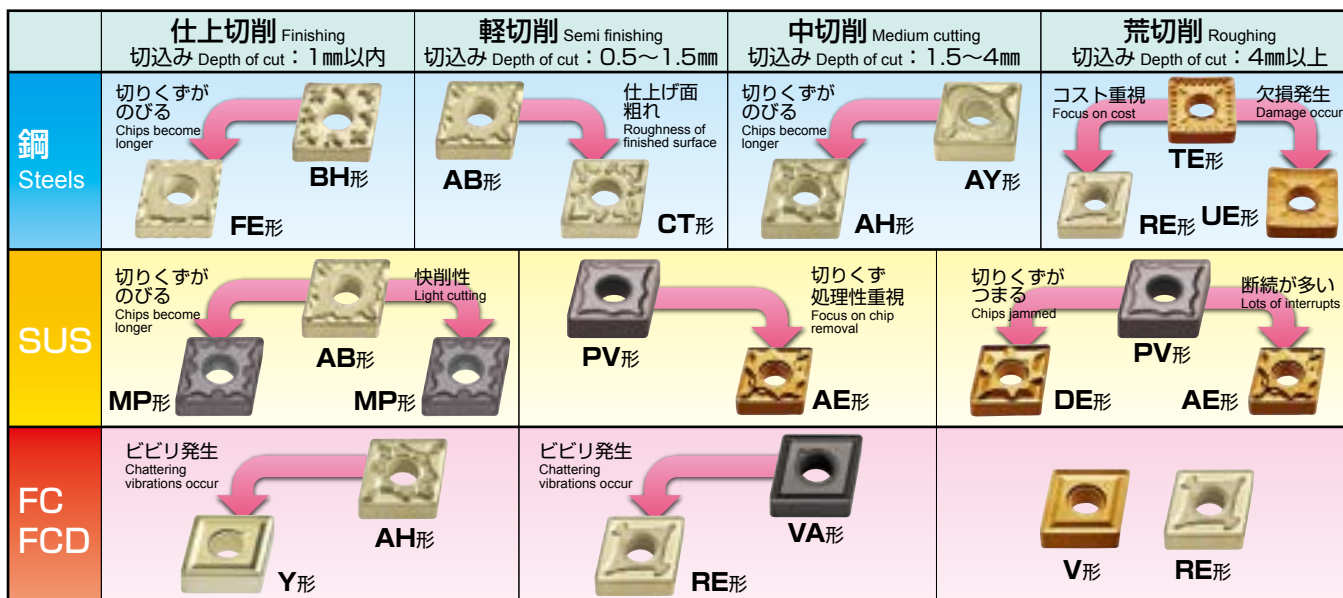 仕上切削 Finishing
切込み Depth of cut：1㎜以内
軽切削 Semi finishing
切込み Depth of cut：0.5～1.5㎜
中切削 Medium cutting
切込み Depth of cut：1.5～4㎜
荒切削 Roughing
切込み Depth of cut：4㎜以上
鋼
Steels
切りくずが
のびる
Chips become
longer
BH形
FE形
AB形
仕上げ面
粗れ
Roughness of
finished surface
CT形
切りくずが
のびる
Chips become
longer
AY形
AH形
コスト重視
Focus on cost
TE形
欠損発生
Damage occur
RE形
UE形
SUS
切りくずが
のびる
Chips become
longer
AB形
快削性
Light cutting
MP形
MP形
PV形
切りくず
処理性重視
Focus on chip
removal
AE形
切りくずが
つまる
Chips jammed
PV形
断続が多い
Lots of interrupts
DE形
AE形
FC
FCD
ビビリ発生
Chattering
vibrations occur
AH形
Y形
ビビリ発生
Chattering
vibrations occur
VA形
RE形
V形
RE形